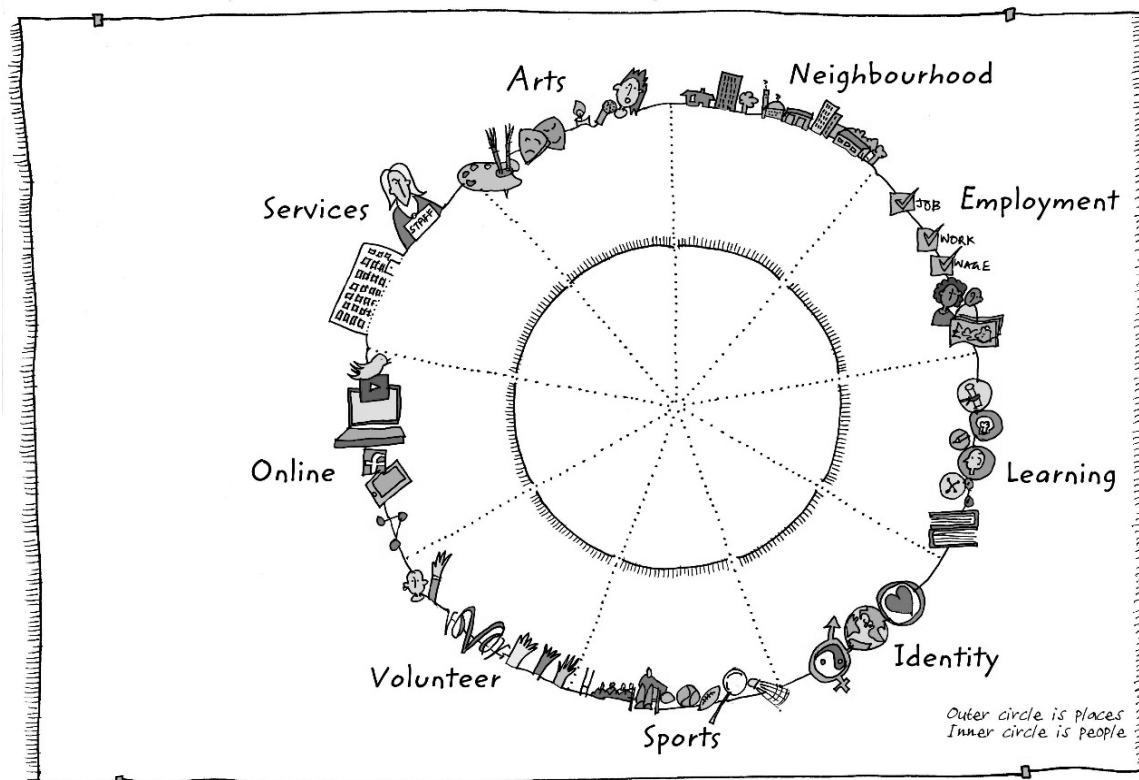 Arts
Neighbourhood
Services
STAFF
JOB
Employment
WORK
WAGE
Online
f
Learning
Volunteer
Identity
Sports
Outer circle is places
Inner circle is people